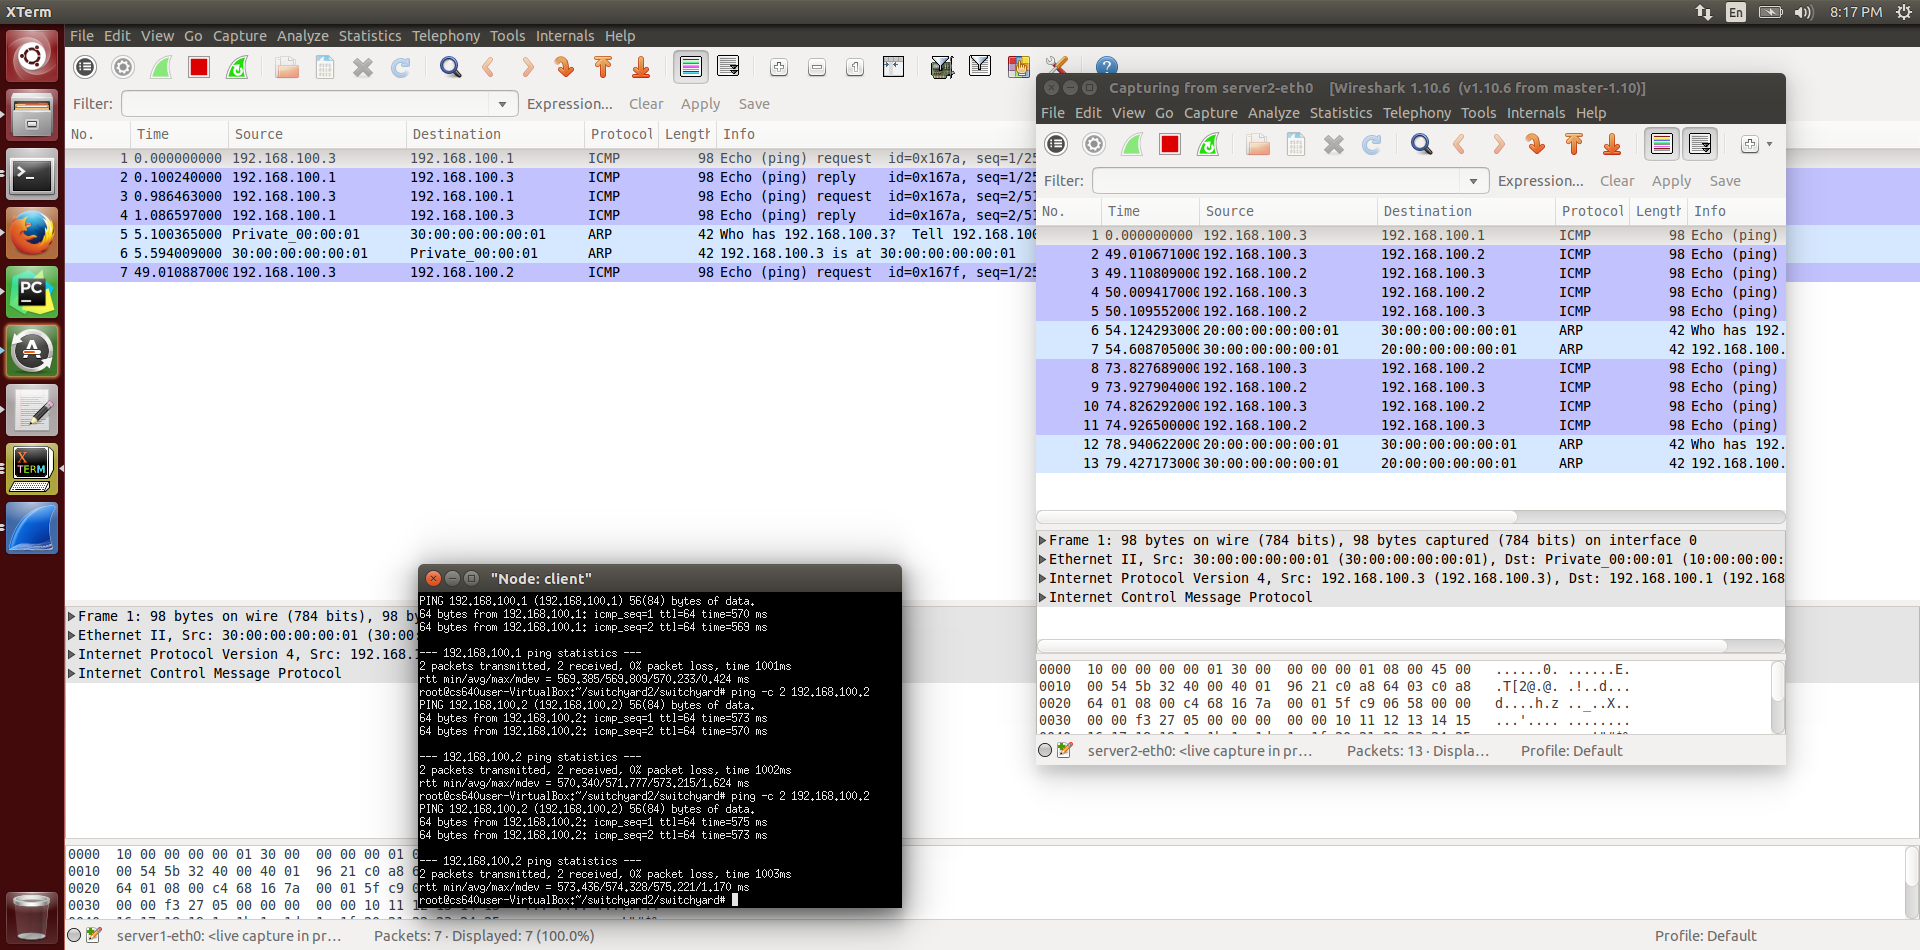 XTerm
En
8:17 PM
File Edit View Go Capture Analyze Statistics Telephony Tools Internals Help
Filter: Expression... Clear Apply Save
No. Time Source Destination Protocol Length Info
1 0.000000000 192.168.100.3 192.168.100.1 ICMP 98 Echo (ping) request id=0x167a, seq=1/25
2 0.100240000 192.168.100.1 192.168.100.3 ICMP 98 Echo (ping) reply id=0x167a, seq=1/25
3 0.986463000 192.168.100.3 192.168.100.1 ICMP 98 Echo (ping) request id=0x167a, seq=2/51
4 1.086597000 192.168.100.1 192.168.100.3 ICMP 98 Echo (ping) reply id=0x167a, seq=2/51
5 5.100365000 Private_00:00:01 30:00:00:00:00:01 ARP 42 Who has 192.168.100.3? Tell 192.168.100
6 5.594009000 30:00:00:00:00:01 Private_00:00:01 ARP 42 192.168.100.3 is at 30:00:00:00:00:01
7 49.010887000 192.168.100.3 192.168.100.2 ICMP 98 Echo (ping) request id=0x167f, seq=1/25
Frame 1: 98 bytes on wire (784 bits), 98 by
Ethernet II, Src: 30:00:00:00:00:01 (30:00:
Internet Protocol Version 4, Src: 192.168.1
Internet Control Message Protocol
0000 10 00 00 00 00 01 30 00 00 00 00 01 0
0010 00 54 5b 32 40 00 40 01 96 21 c0 a8 6
0020 64 01 08 00 c4 68 16 7a 00 01 5f c9 0
0030 00 00 f3 27 05 00 00 00 00 00 10 11 12 13 14 15
server1-eth0: <live capture in pr... Packets: 7 · Displayed: 7 (100.0%) Profile: Default
Capturing from server2-eth0 [Wireshark 1.10.6 (v1.10.6 from master-1.10)]
File Edit View Go Capture Analyze Statistics Telephony Tools Internals Help
Filter: Expression... Clear Apply Save
No. Time Source Destination Protocol Length Info
1 0.000000000 192.168.100.3 192.168.100.1 ICMP 98 Echo (ping)
2 49.010671000 192.168.100.3 192.168.100.2 ICMP 98 Echo (ping)
3 49.110809000 192.168.100.2 192.168.100.3 ICMP 98 Echo (ping)
4 50.009417000 192.168.100.3 192.168.100.2 ICMP 98 Echo (ping)
5 50.109552000 192.168.100.2 192.168.100.3 ICMP 98 Echo (ping)
6 54.124293000 20:00:00:00:00:01 30:00:00:00:00:01 ARP 42 Who has 192.
7 54.608705000 30:00:00:00:00:01 20:00:00:00:00:01 ARP 42 192.168.100.
8 73.827689000 192.168.100.3 192.168.100.2 ICMP 98 Echo (ping)
9 73.927904000 192.168.100.2 192.168.100.3 ICMP 98 Echo (ping)
10 74.826292000 192.168.100.3 192.168.100.2 ICMP 98 Echo (ping)
11 74.926500000 192.168.100.2 192.168.100.3 ICMP 98 Echo (ping)
12 78.940622000 20:00:00:00:00:01 30:00:00:00:00:01 ARP 42 Who has 192.
13 79.427173000 30:00:00:00:00:01 20:00:00:00:00:01 ARP 42 192.168.100.
Frame 1: 98 bytes on wire (784 bits), 98 bytes captured (784 bits) on interface 0
Ethernet II, Src: 30:00:00:00:00:01 (30:00:00:00:00:01), Dst: Private_00:00:01 (10:00:00:00:
Internet Protocol Version 4, Src: 192.168.100.3 (192.168.100.3), Dst: 192.168.100.1 (192.168
Internet Control Message Protocol
0000 10 00 00 00 00 01 30 00 00 00 00 01 08 00 45 00 ......0. ......E.
0010 00 54 5b 32 40 00 40 01 96 21 c0 a8 64 03 c0 a8 .T[2@.@. .!..d...
0020 64 01 08 00 c4 68 16 7a 00 01 5f c9 06 58 00 00 d....h.z .._..X..
0030 00 00 f3 27 05 00 00 00 00 00 10 11 12 13 14 15 ...'.... ........
server2-eth0: <live capture in pr... Packets: 13 · Displa... Profile: Default
"Node: client"
PING 192.168.100.1 (192.168.100.1) 56(84) bytes of data.
64 bytes from 192.168.100.1: icmp_seq=1 ttl=64 time=570 ms
64 bytes from 192.168.100.1: icmp_seq=2 ttl=64 time=569 ms
--- 192.168.100.1 ping statistics ---
2 packets transmitted, 2 received, 0% packet loss, time 1001ms
rtt min/avg/max/mdev = 569.385/569.809/570.233/0.424 ms
root@cs640user-VirtualBox:~/switchyard2/switchyard# ping -c 2 192.168.100.2
PING 192.168.100.2 (192.168.100.2) 56(84) bytes of data.
64 bytes from 192.168.100.2: icmp_seq=1 ttl=64 time=573 ms
64 bytes from 192.168.100.2: icmp_seq=2 ttl=64 time=570 ms
--- 192.168.100.2 ping statistics ---
2 packets transmitted, 2 received, 0% packet loss, time 1002ms
rtt min/avg/max/mdev = 570.340/571.777/573.215/1.624 ms
root@cs640user-VirtualBox:~/switchyard2/switchyard# ping -c 2 192.168.100.2
PING 192.168.100.2 (192.168.100.2) 56(84) bytes of data.
64 bytes from 192.168.100.2: icmp_seq=1 ttl=64 time=575 ms
64 bytes from 192.168.100.2: icmp_seq=2 ttl=64 time=573 ms
--- 192.168.100.2 ping statistics ---
2 packets transmitted, 2 received, 0% packet loss, time 1003ms
rtt min/avg/max/mdev = 573.436/574.328/575.221/1.170 ms
root@cs640user-VirtualBox:~/switchyard2/switchyard#
PC
X
TERM